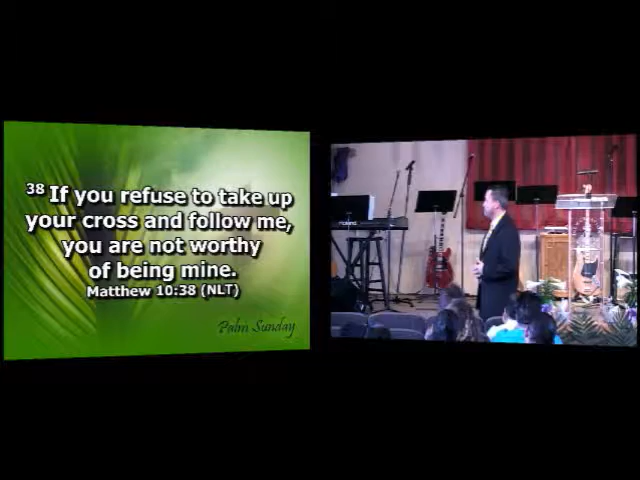 38 If you refuse to take up
your cross and follow me,
you are not worthy
of being mine.
Matthew 10:38 (NLT)
Palm Sunday
Roland